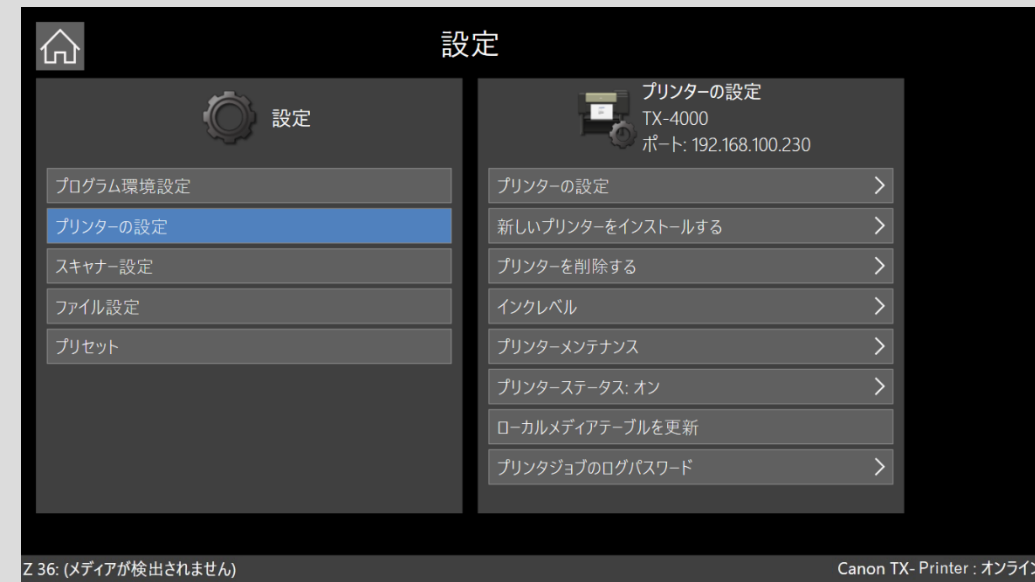 設定
設定
プログラム環境設定
プリンターの設定
スキャナー設定
ファイル設定
プリセット
プリンターの設定
TX-4000
ポート: 192.168.100.230
プリンターの設定
新しいプリンターをインストールする
プリンターを削除する
インクレベル
プリンターメンテナンス
プリンターステータス: オン
ローカルメディアテーブルを更新
プリンタジョブのログパスワード
Z 36: (メディアが検出されません)
Canon TX- Printer : オンライン